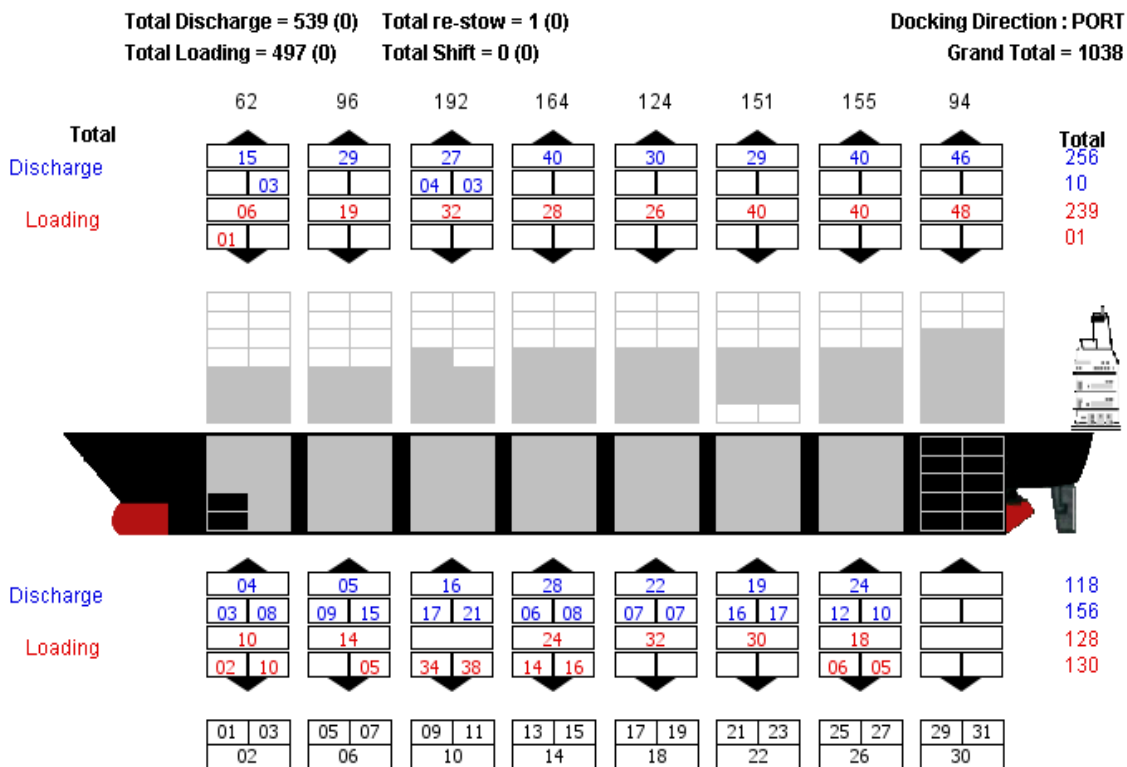 Total Discharge = 539 (0) Total re-stow = 1 (0) Docking Direction : PORT
Total Loading = 497 (0) Total Shift = 0 (0) Grand Total = 1038
62 96 192 164 124 151 155 94
Total Total
Discharge 15 29 27 40 30 29 40 46 256
03 04 03 10
Loading 06 19 32 28 26 40 40 48 239
01 01
Discharge 04 05 16 28 22 19 24 118
03 08 09 15 17 21 06 08 07 07 16 17 12 10 156
Loading 10 14 24 32 30 18 128
02 10 05 34 38 14 16 06 05 130
01 03 05 07 09 11 13 15 17 19 21 23 25 27 29 31
02 06 10 14 18 22 26 30